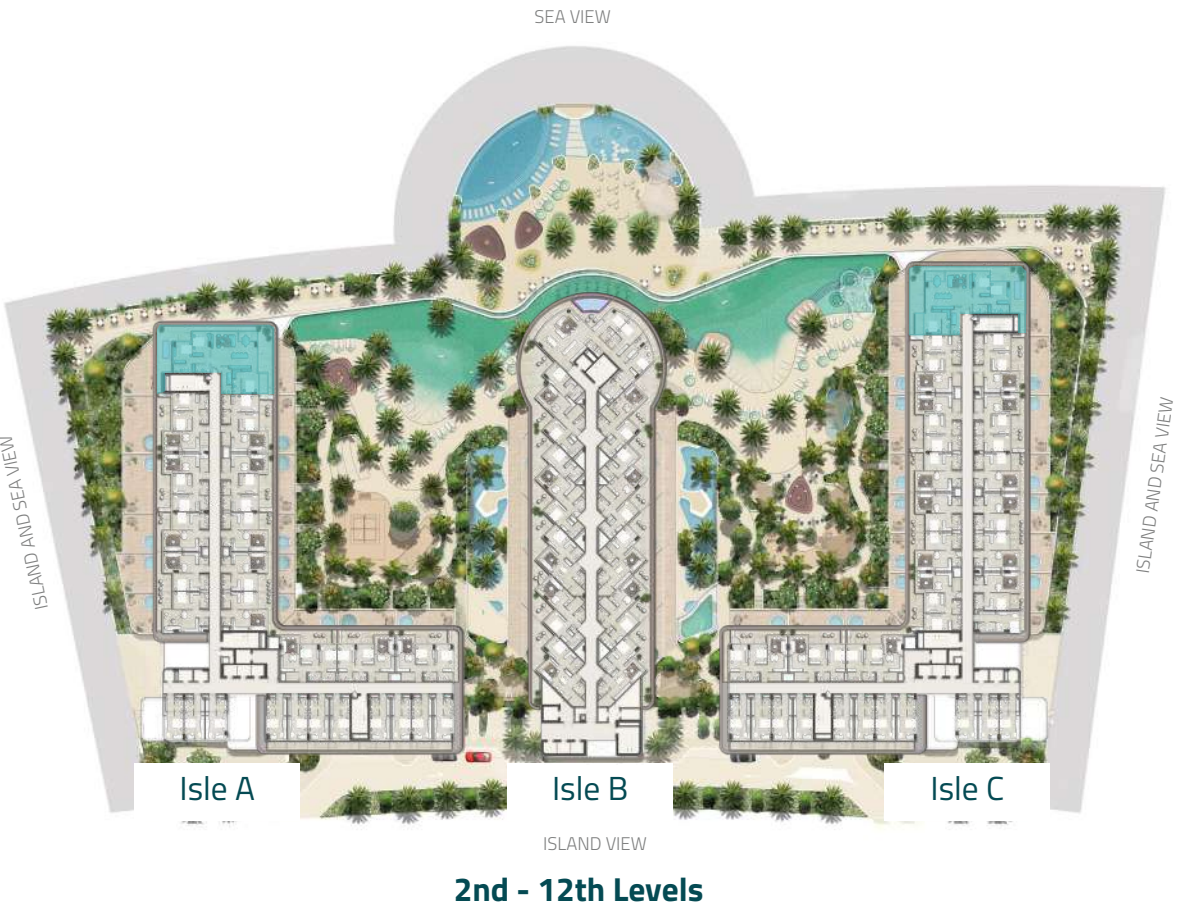 SEA VIEW
ISLAND AND SEA VIEW
ISLAND AND SEA VIEW
Isle A
Isle B
Isle C
ISLAND VIEW
2nd - 12th Levels